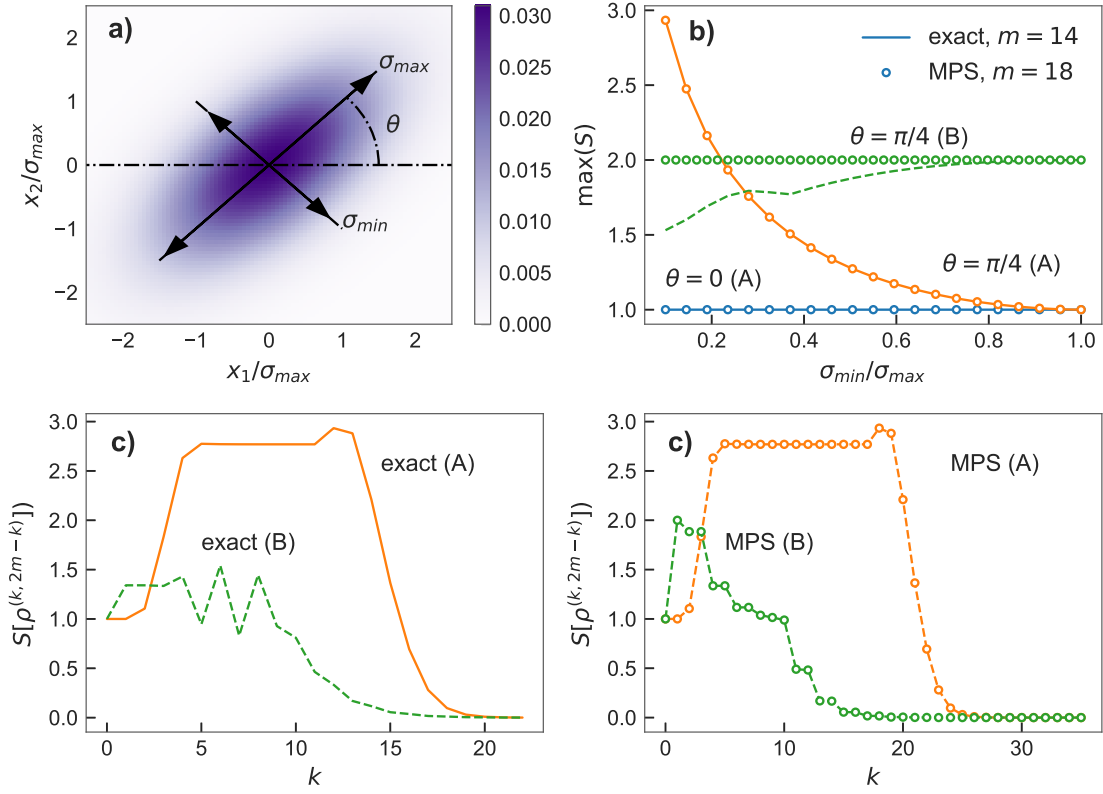 a)
σmax
θ
σmin
2
1
0
−1
−2
x₂/σmax
−2 −1 0 1 2
x₁/σmax
0.030
0.025
0.020
0.015
0.010
0.005
0.000
b)
exact, m = 14
MPS, m = 18
θ = π/4 (B)
θ = π/4 (A)
θ = 0 (A)
3.0
2.5
2.0
1.5
1.0
max(S)
0.2 0.4 0.6 0.8 1.0
σmin/σmax
c)
exact (A)
exact (B)
3.0
2.5
2.0
1.5
1.0
0.5
0.0
S[ρ^(k, 2m−k)])
0 5 10 15 20
k
c)
MPS (A)
MPS (B)
3.0
2.5
2.0
1.5
1.0
0.5
0.0
S[ρ^(k, 2m−k)])
0 10 20 30
k